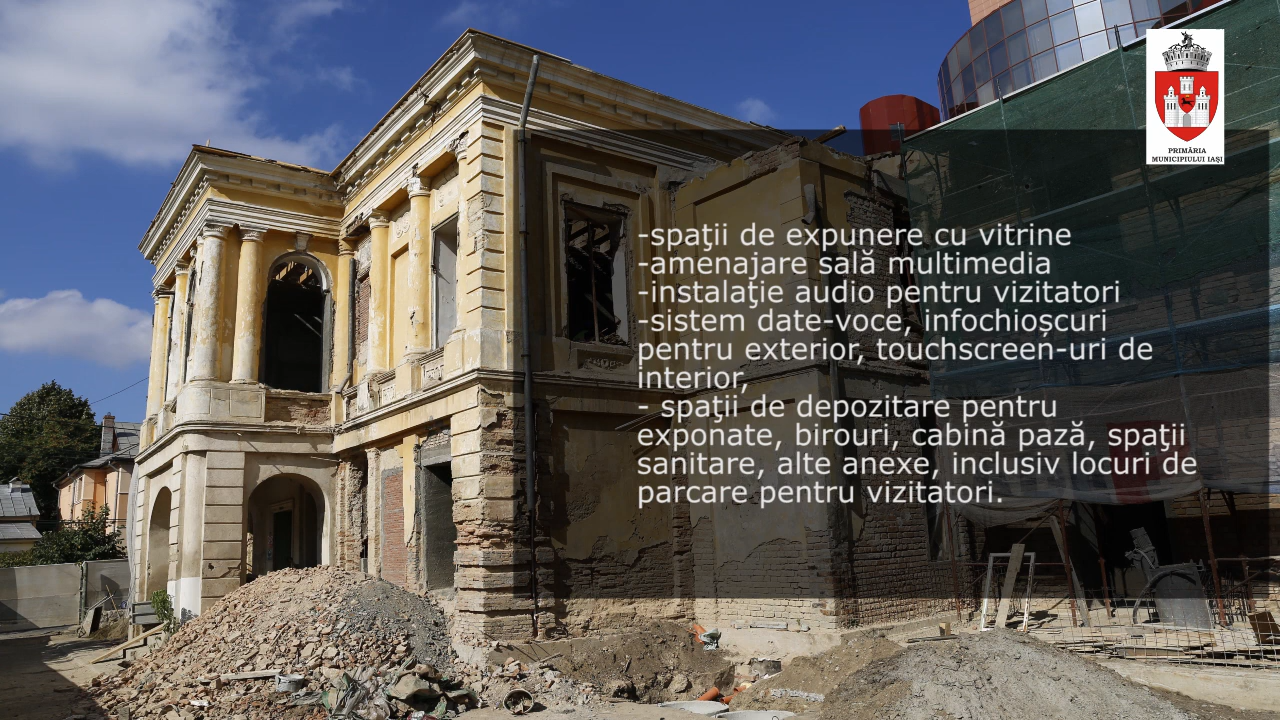 PRIMĂRIA
MUNICIPIULUI IAŞI
-spaţii de expunere cu vitrine
-amenajare sală multimedia
-instalaţie audio pentru vizitatori
-sistem date-voce, infochioșcuri
pentru exterior, touchscreen-uri de
interior,
- spaţii de depozitare pentru
exponate, birouri, cabină pază, spaţii
sanitare, alte anexe, inclusiv locuri de
parcare pentru vizitatori.